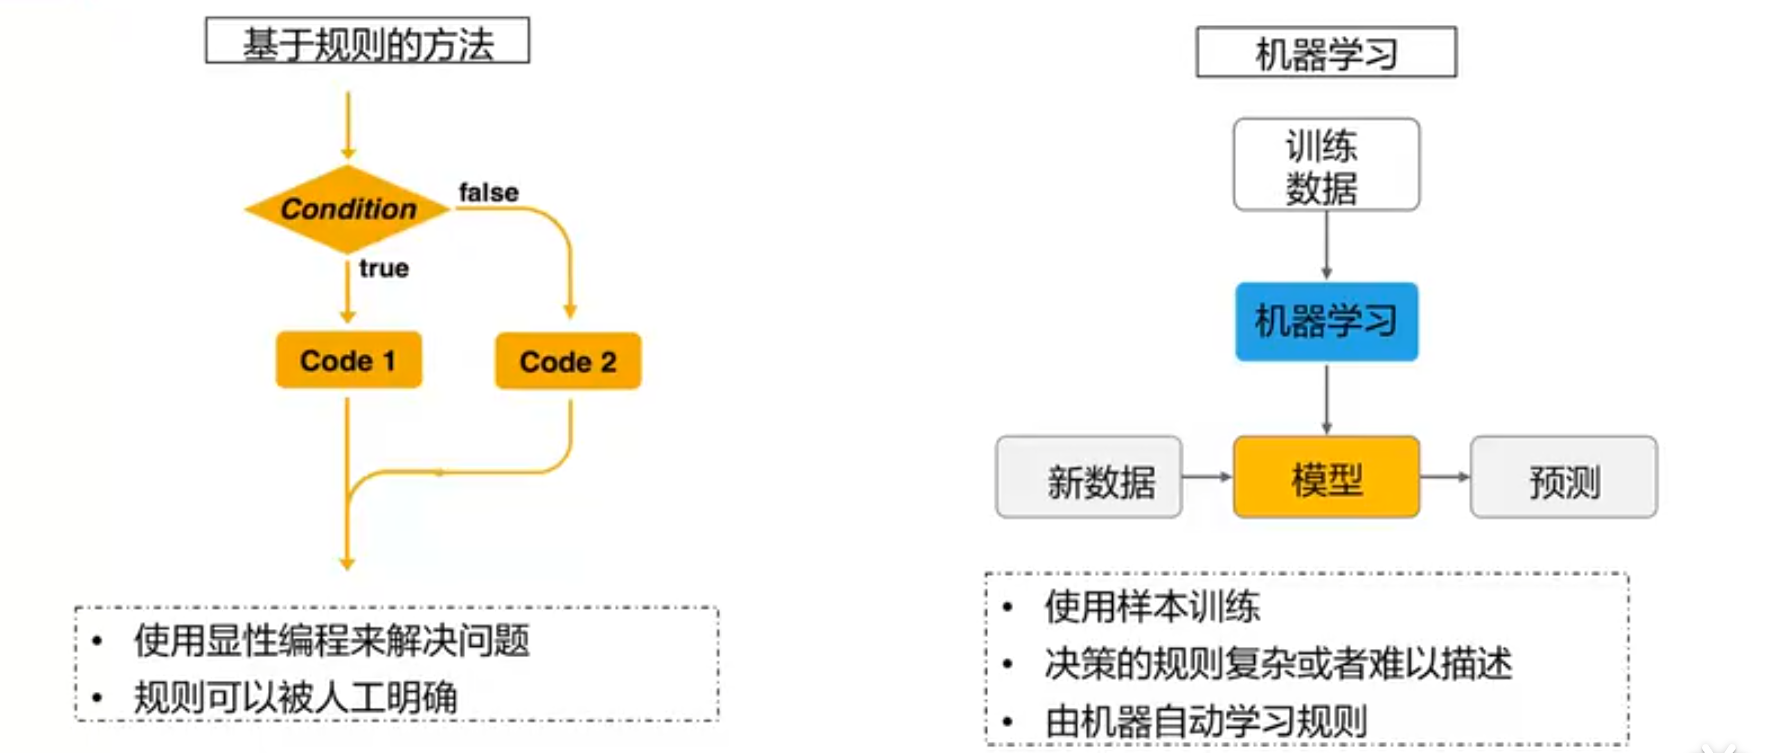 基于规则的方法
Condition
false
true
Code 1
Code 2
• 使用显性编程来解决问题
• 规则可以被人工明确
机器学习
训练
数据
机器学习
新数据
模型
预测
• 使用样本训练
• 决策的规则复杂或者难以描述
• 由机器自动学习规则